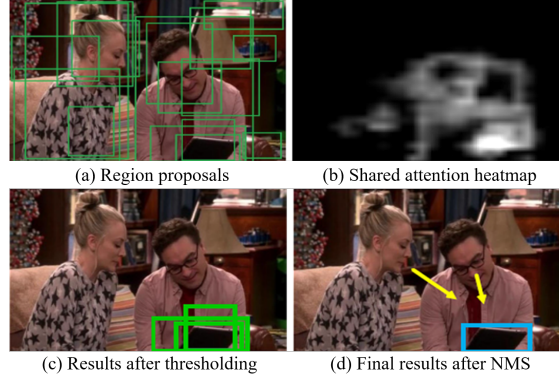 (a) Region proposals
(b) Shared attention heatmap
(c) Results after thresholding
(d) Final results after NMS